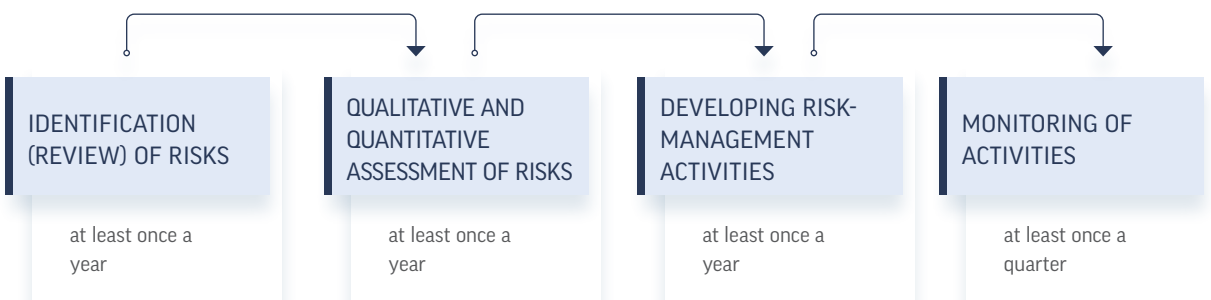 IDENTIFICATION
(REVIEW) OF RISKS
at least once a
year
QUALITATIVE AND
QUANTITATIVE
ASSESSMENT OF RISKS
at least once a
year
DEVELOPING RISK-
MANAGEMENT
ACTIVITIES
at least once a
year
MONITORING OF
ACTIVITIES
at least once a
quarter